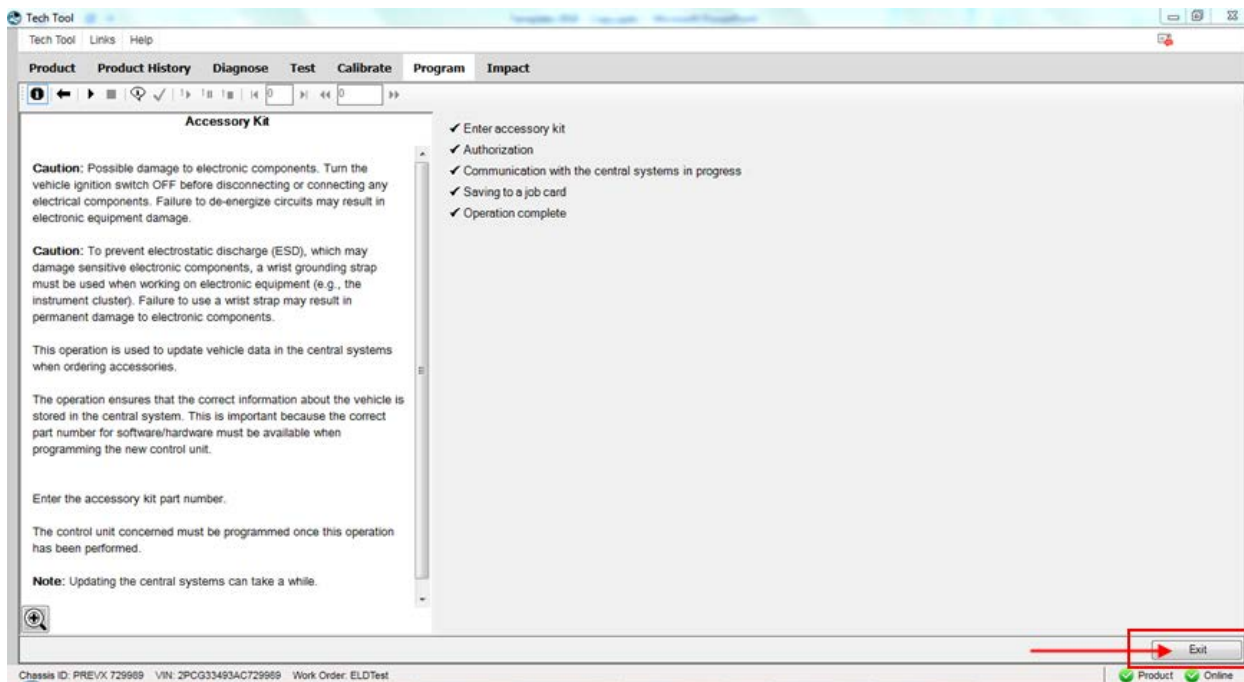 Tech Tool
Tech Tool Links Help
Product Product History Diagnose Test Calibrate Program Impact
0 0
Accessory Kit
Caution: Possible damage to electronic components. Turn the
vehicle ignition switch OFF before disconnecting or connecting any
electrical components. Failure to de-energize circuits may result in
electronic equipment damage.
Caution: To prevent electrostatic discharge (ESD), which may
damage sensitive electronic components, a wrist grounding strap
must be used when working on electronic equipment (e.g., the
instrument cluster). Failure to use a wrist strap may result in
permanent damage to electronic components.
This operation is used to update vehicle data in the central systems
when ordering accessories.
The operation ensures that the correct information about the vehicle is
stored in the central system. This is important because the correct
part number for software/hardware must be available when
programming the new control unit.
Enter the accessory kit part number.
The control unit concerned must be programmed once this operation
has been performed.
Note: Updating the central systems can take a while.
✓ Enter accessory kit
✓ Authorization
✓ Communication with the central systems in progress
✓ Saving to a job card
✓ Operation complete
Exit
Chassis ID: PREVX 729989 VIN: 2PCG33493AC729989 Work Order: ELDTest
Product Online